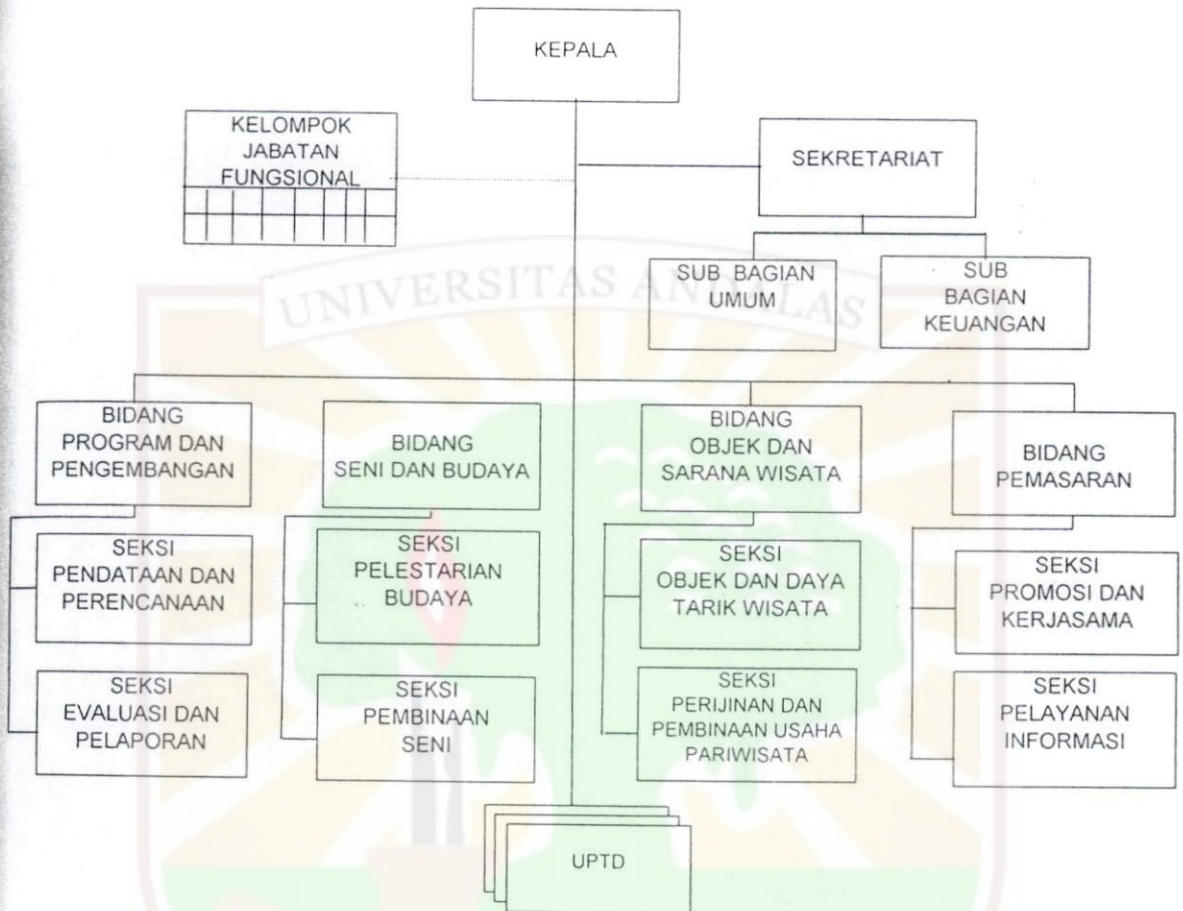 KEPALA
KELOMPOK
JABATAN
FUNGSIONAL
SEKRETARIAT
SUB BAGIAN
UMUM
SUB
BAGIAN
KEUANGAN
UNIVERSITAS ANDALAS
BIDANG
PROGRAM DAN
PENGEMBANGAN
BIDANG
SENI DAN BUDAYA
BIDANG
OBJEK DAN
SARANA WISATA
BIDANG
PEMASARAN
SEKSI
PENDATAAN DAN
PERENCANAAN
SEKSI
PELESTARIAN
BUDAYA
SEKSI
OBJEK DAN DAYA
TARIK WISATA
SEKSI
PROMOSI DAN
KERJASAMA
SEKSI
EVALUASI DAN
PELAPORAN
SEKSI
PEMBINAAN
SENI
SEKSI
PERIJINAN DAN
PEMBINAAN USAHA
PARIWISATA
SEKSI
PELAYANAN
INFORMASI
UPTD